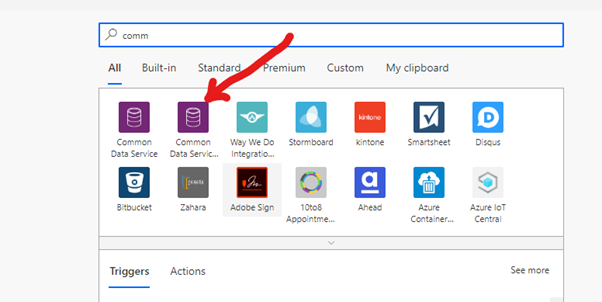 comm
All Built-in Standard Premium Custom My clipboard
Common
Data Service
Common
Data Servic...
Way We Do
Integratio...
Stormboard
kintone
kintone
Smartsheet
Disqus
Bitbucket
Zahara
Adobe Sign
10to8
Appointme...
Ahead
Azure
Container...
Azure IoT
Central
Triggers Actions See more